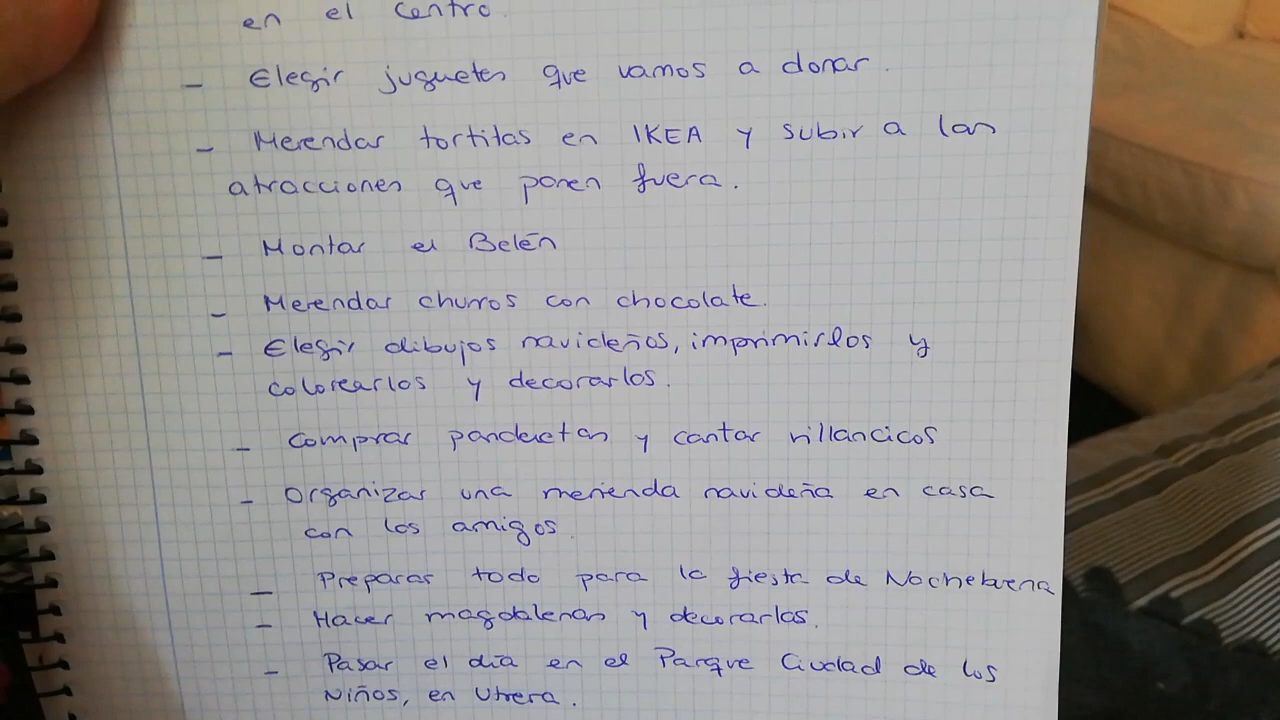 en el centro.
- Elegir juguetes que vamos a donar.
- Merendar tortitas en IKEA y subir a las
atracciones que ponen fuera.
- Montar el Belén
- Merendar churros con chocolate.
- Elegir dibujos navideños, imprimirlos y
colorearlos y decorarlos.
- Comprar panderetas y cantar villancicos
- Organizar una merienda navideña en casa
con los amigos.
- Preparar todo para la fiesta de Nochebuena
- Hacer magdalenas y decorarlas.
- Pasar el día en el Parque Ciudad de los
Niños, en Utrera.